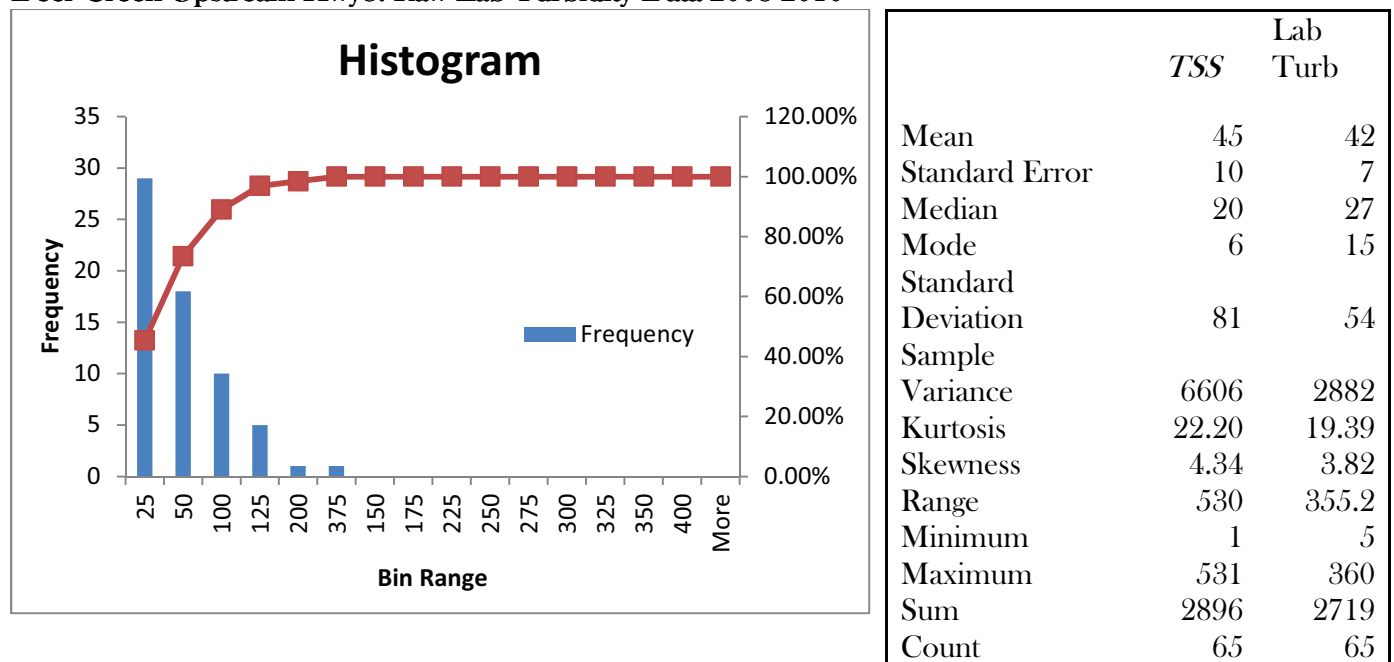 Histogram
35
30
25
20
15
10
5
0
Frequency
120.00%
100.00%
80.00%
60.00%
40.00%
20.00%
0.00%
Frequency
25 50 100 125 200 375 150 175 225 250 275 300 325 350 400 More
Bin Range
Lab
TSS Turb
Mean 45 42
Standard Error 10 7
Median 20 27
Mode 6 15
Standard
Deviation 81 54
Sample
Variance 6606 2882
Kurtosis 22.20 19.39
Skewness 4.34 3.82
Range 530 355.2
Minimum 1 5
Maximum 531 360
Sum 2896 2719
Count 65 65